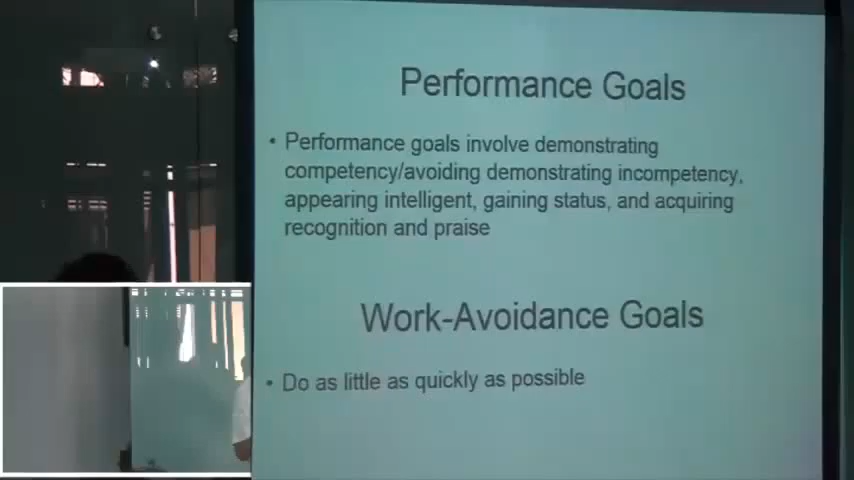 Performance Goals
• Performance goals involve demonstrating
competency/avoiding demonstrating incompetency,
appearing intelligent, gaining status, and acquiring
recognition and praise
Work-Avoidance Goals
• Do as little as quickly as possible